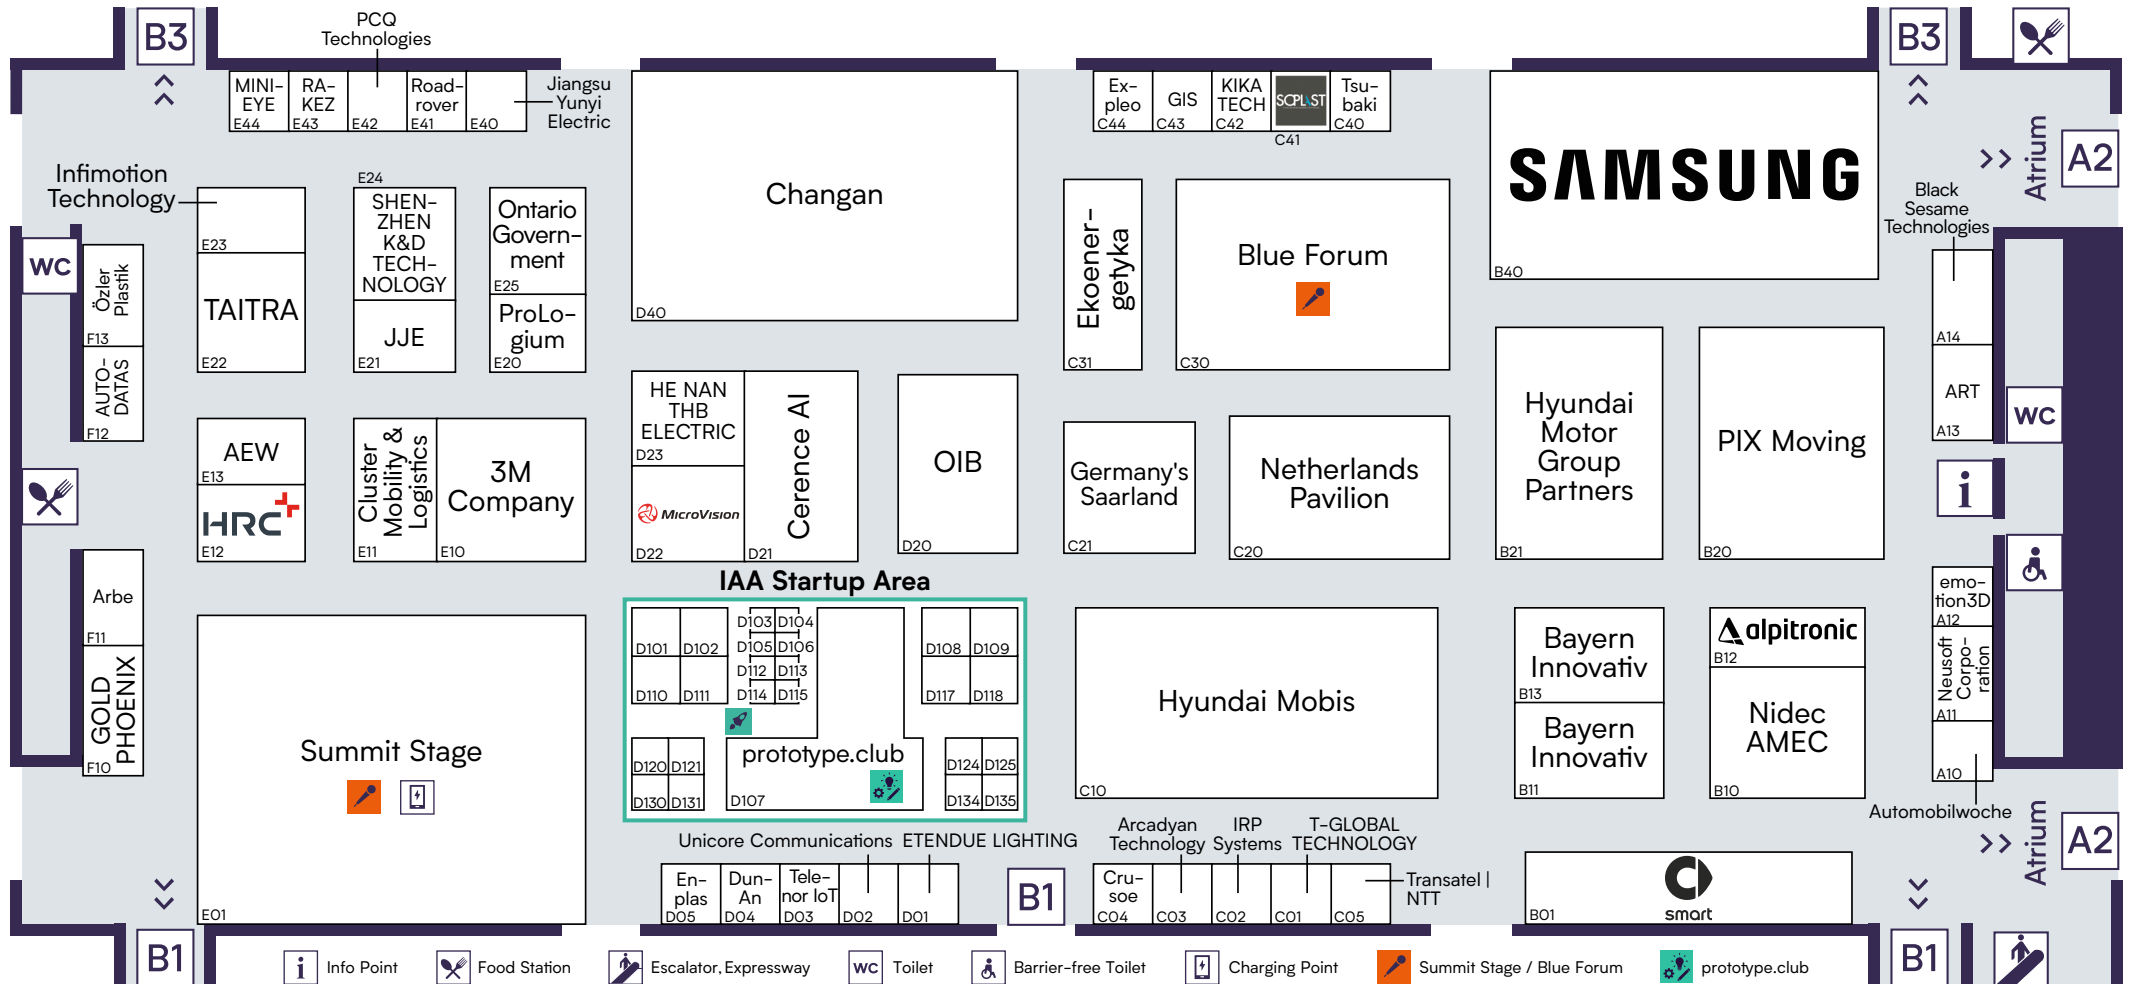 B3
PCQ
Technologies
B3
MINI-
EYE
E44
RA-
KEZ
E43
E42
Road-
rover
E41
E40
Jiangsu
Yunyi
Electric
Changan
D40
Ex-
pleo
C44
GIS
C43
KIKA
TECH
C42
SCPLAST
C41
Tsu-
baki
C40
SAMSUNG
B40
Atrium
A2
Infimotion
Technology
E23
TAITRA
E22
E24
SHEN-
ZHEN
K&D
TECH-
NOLOGY
JJE
E21
Ontario
Govern-
ment
E25
ProLo-
gium
E20
Ekoener-
getyka
C31
Blue Forum
C30
Black
Sesame
Technologies
A14
ART
A13
WC
Özler
Plastik
F13
AUTO-
DATAS
F12
AEW
E13
HRC
E12
Cluster
Mobility &
Logistics
E11
3M
Company
E10
HE NAN
THB
ELECTRIC
D23
MicroVision
D22
Cerence AI
D21
OIB
D20
Germany's
Saarland
C21
Netherlands
Pavilion
C20
Hyundai
Motor
Group
Partners
B21
PIX Moving
B20
WC
i
Arbe
F11
GOLD
PHOENIX
F10
Summit Stage
E01
IAA Startup Area
D101
D102
D103
D104
D105
D106
D108
D109
D110
D111
D112
D113
D114
D115
D117
D118
D120
D121
prototype.club
D124
D125
D130
D131
D107
D134
D135
Hyundai Mobis
C10
Bayern
Innovativ
B13
Bayern
Innovativ
B11
alpitronic
B12
Nidec
AMEC
B10
emo-
tion3D
A12
Neusoft
Corpo-
ration
A11
A10
Automobilwoche
Unicore Communications
ETENDUE LIGHTING
En-
plas
D05
Dun-
An
D04
Tele-
nor IoT
D03
D02
D01
B1
Arcadyan
Technology
IRP
Systems
T-GLOBAL
TECHNOLOGY
Cru-
soe
C04
C03
C02
C01
C05
Transatel |
NTT
smart
B01
Atrium
A2
B1
B1
i
Info Point
Food Station
Escalator, Expressway
WC
Toilet
Barrier-free Toilet
Charging Point
Summit Stage / Blue Forum
prototype.club